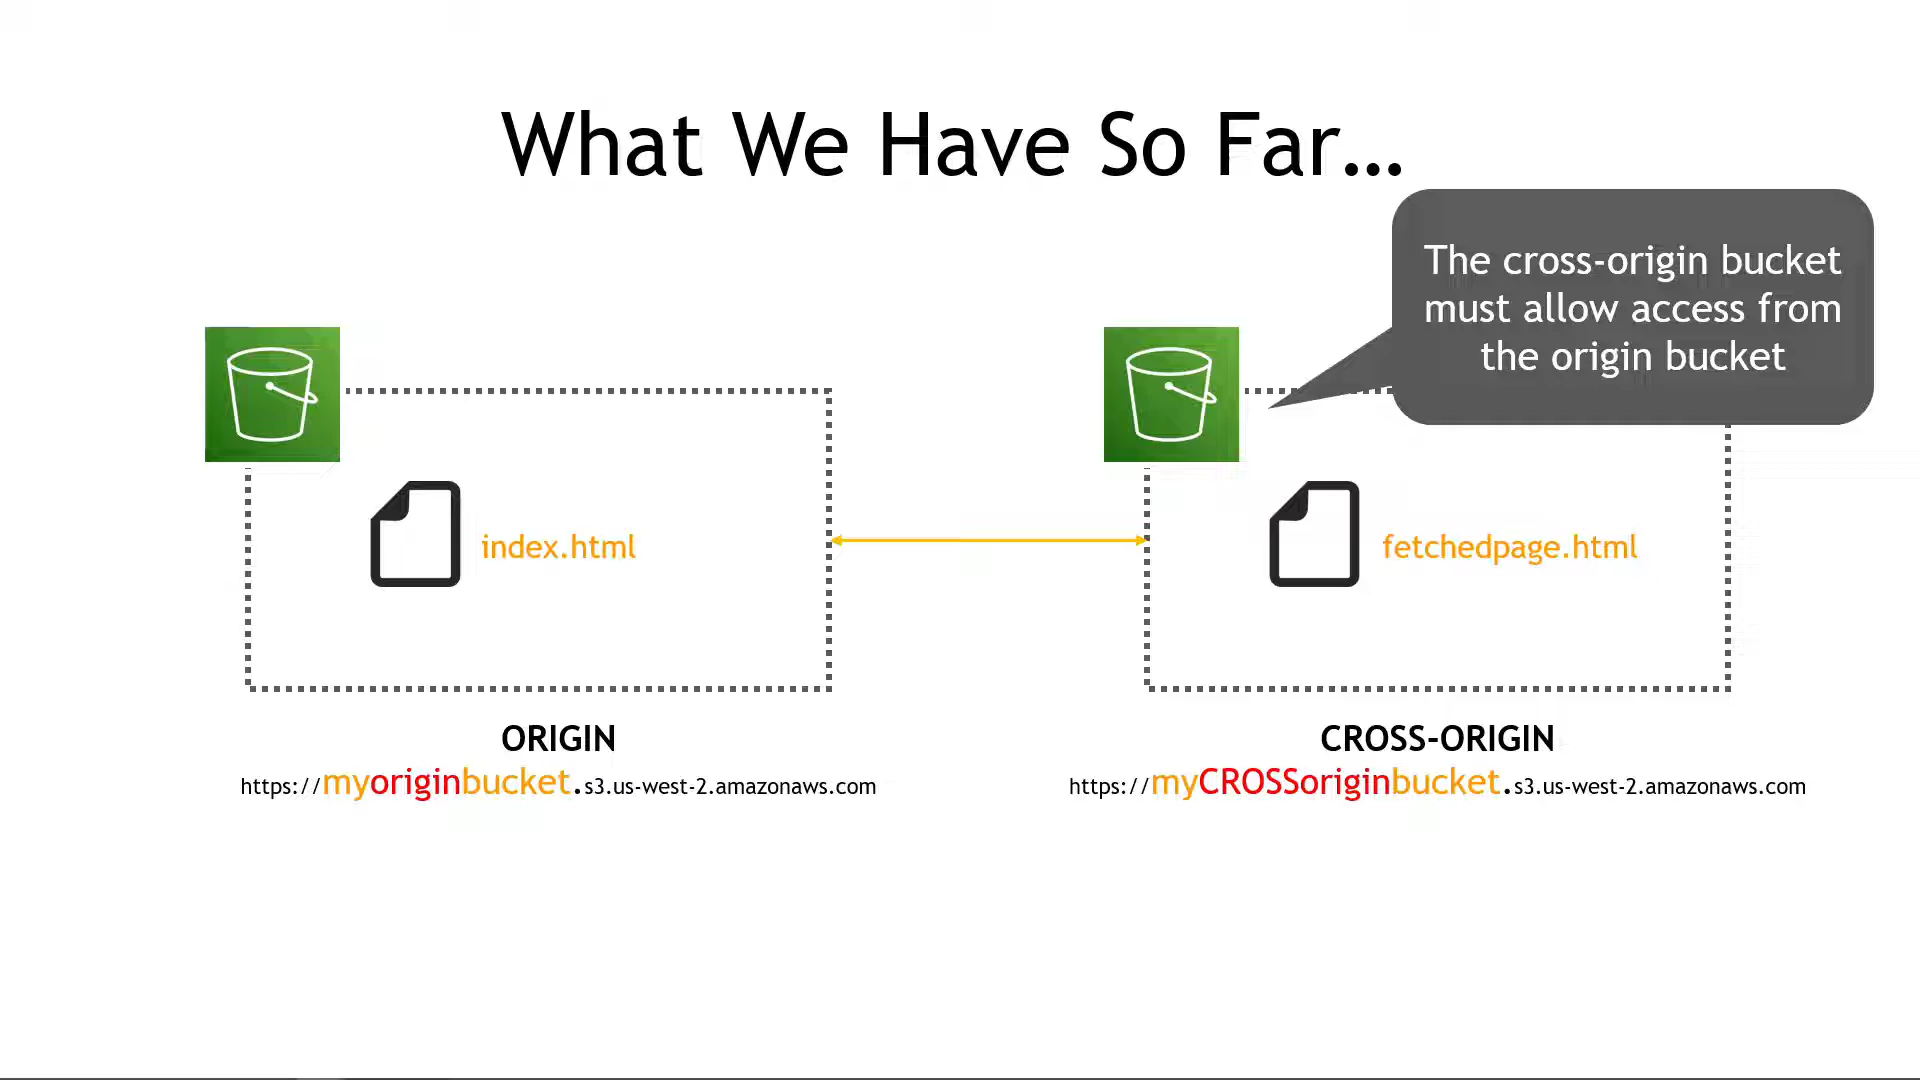 What We Have So Far…
The cross-origin bucket
must allow access from
the origin bucket
index.html
fetchedpage.html
ORIGIN
https://myoriginbucket.s3.us-west-2.amazonaws.com
CROSS-ORIGIN
https://myCROSSoriginbucket.s3.us-west-2.amazonaws.com